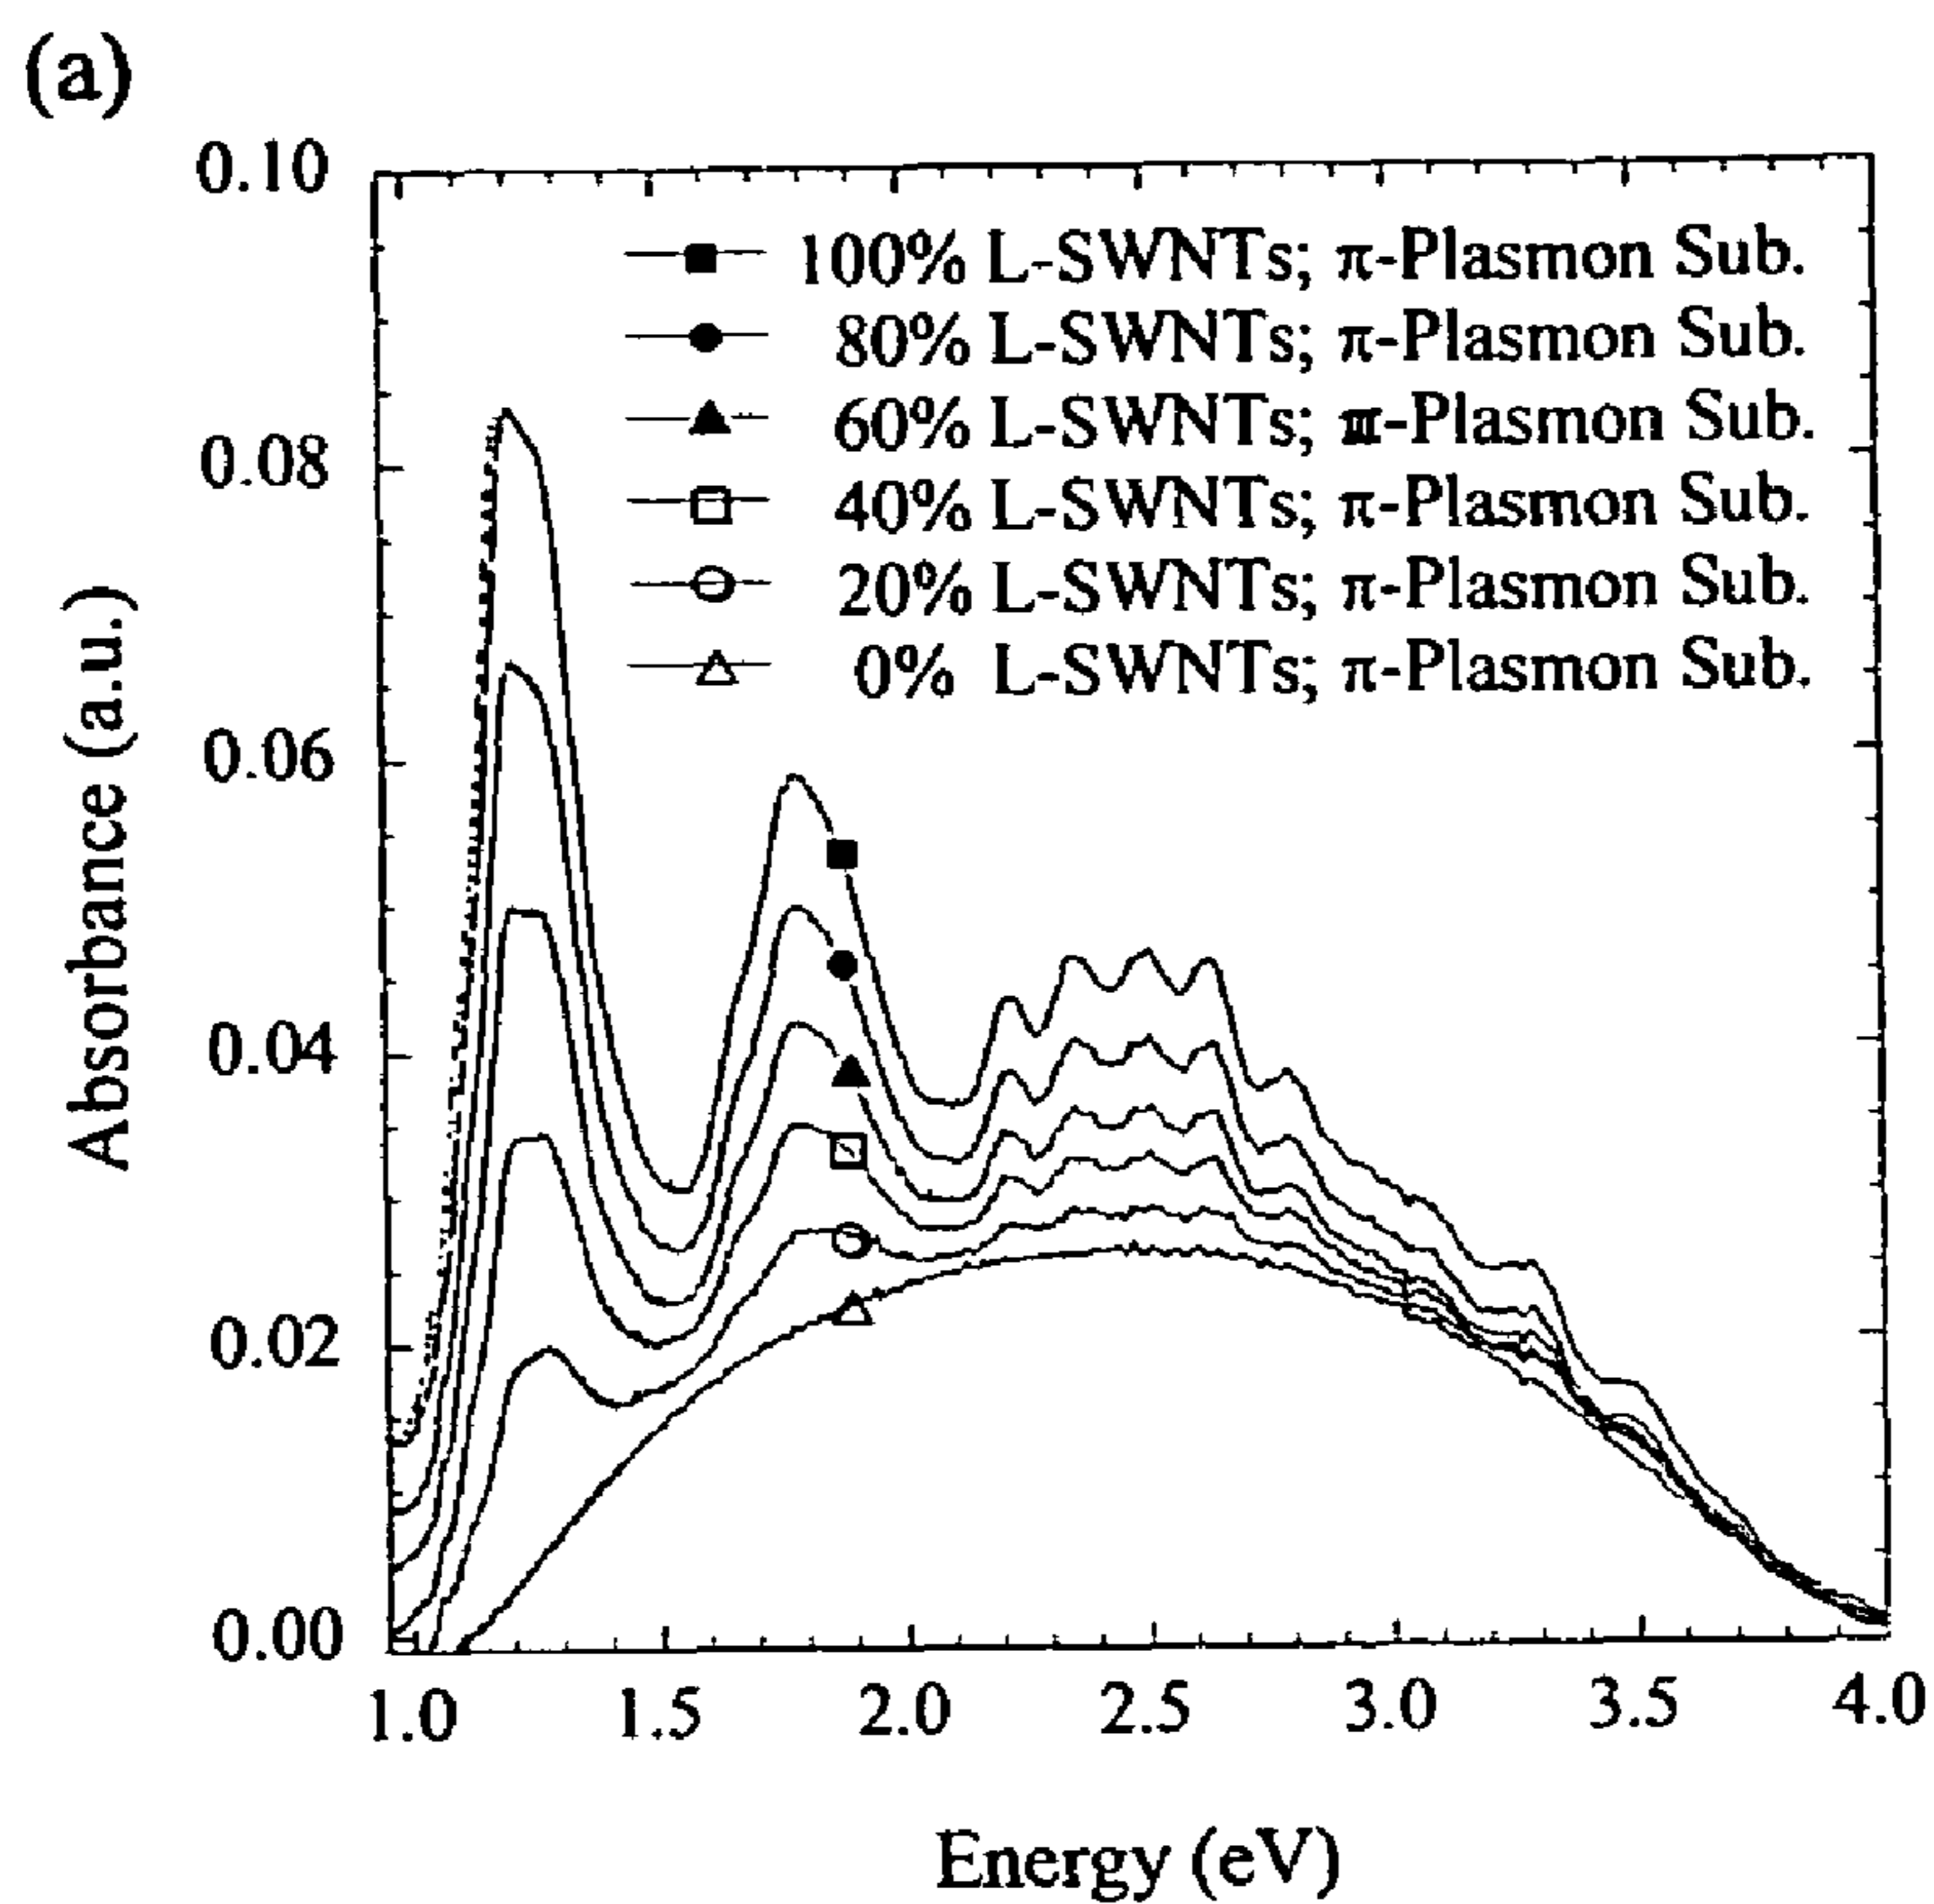 (a)
0.10
0.08
0.06
0.04
0.02
0.00
Absorbance (a.u.)
100% L-SWNTs; π-Plasmon Sub.
80% L-SWNTs; π-Plasmon Sub.
60% L-SWNTs; π-Plasmon Sub.
40% L-SWNTs; π-Plasmon Sub.
20% L-SWNTs; π-Plasmon Sub.
0% L-SWNTs; π-Plasmon Sub.
1.0 1.5 2.0 2.5 3.0 3.5 4.0
Energy (eV)